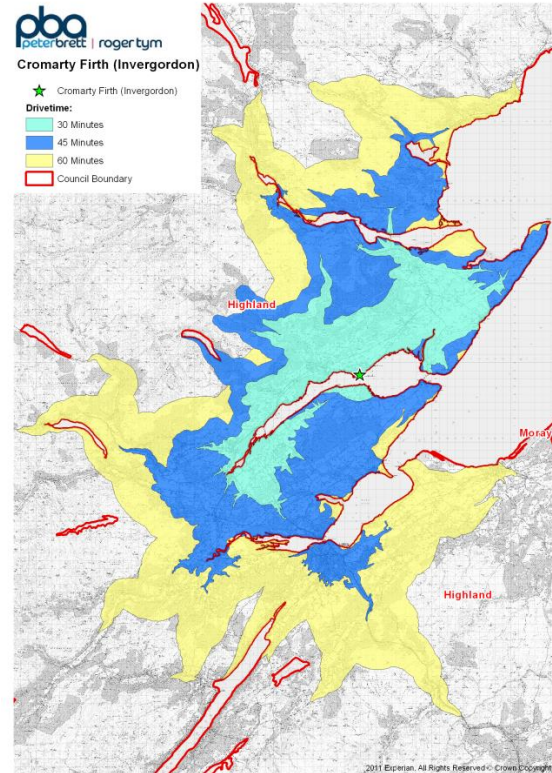 pba
peterbrett | rogertym
Cromarty Firth (Invergordon)
Cromarty Firth (Invergordon)
Drivetime:
30 Minutes
45 Minutes
60 Minutes
Council Boundary
Highland
Moray
Highland
2011 Experian, All Rights Reserved © Crown Copyright